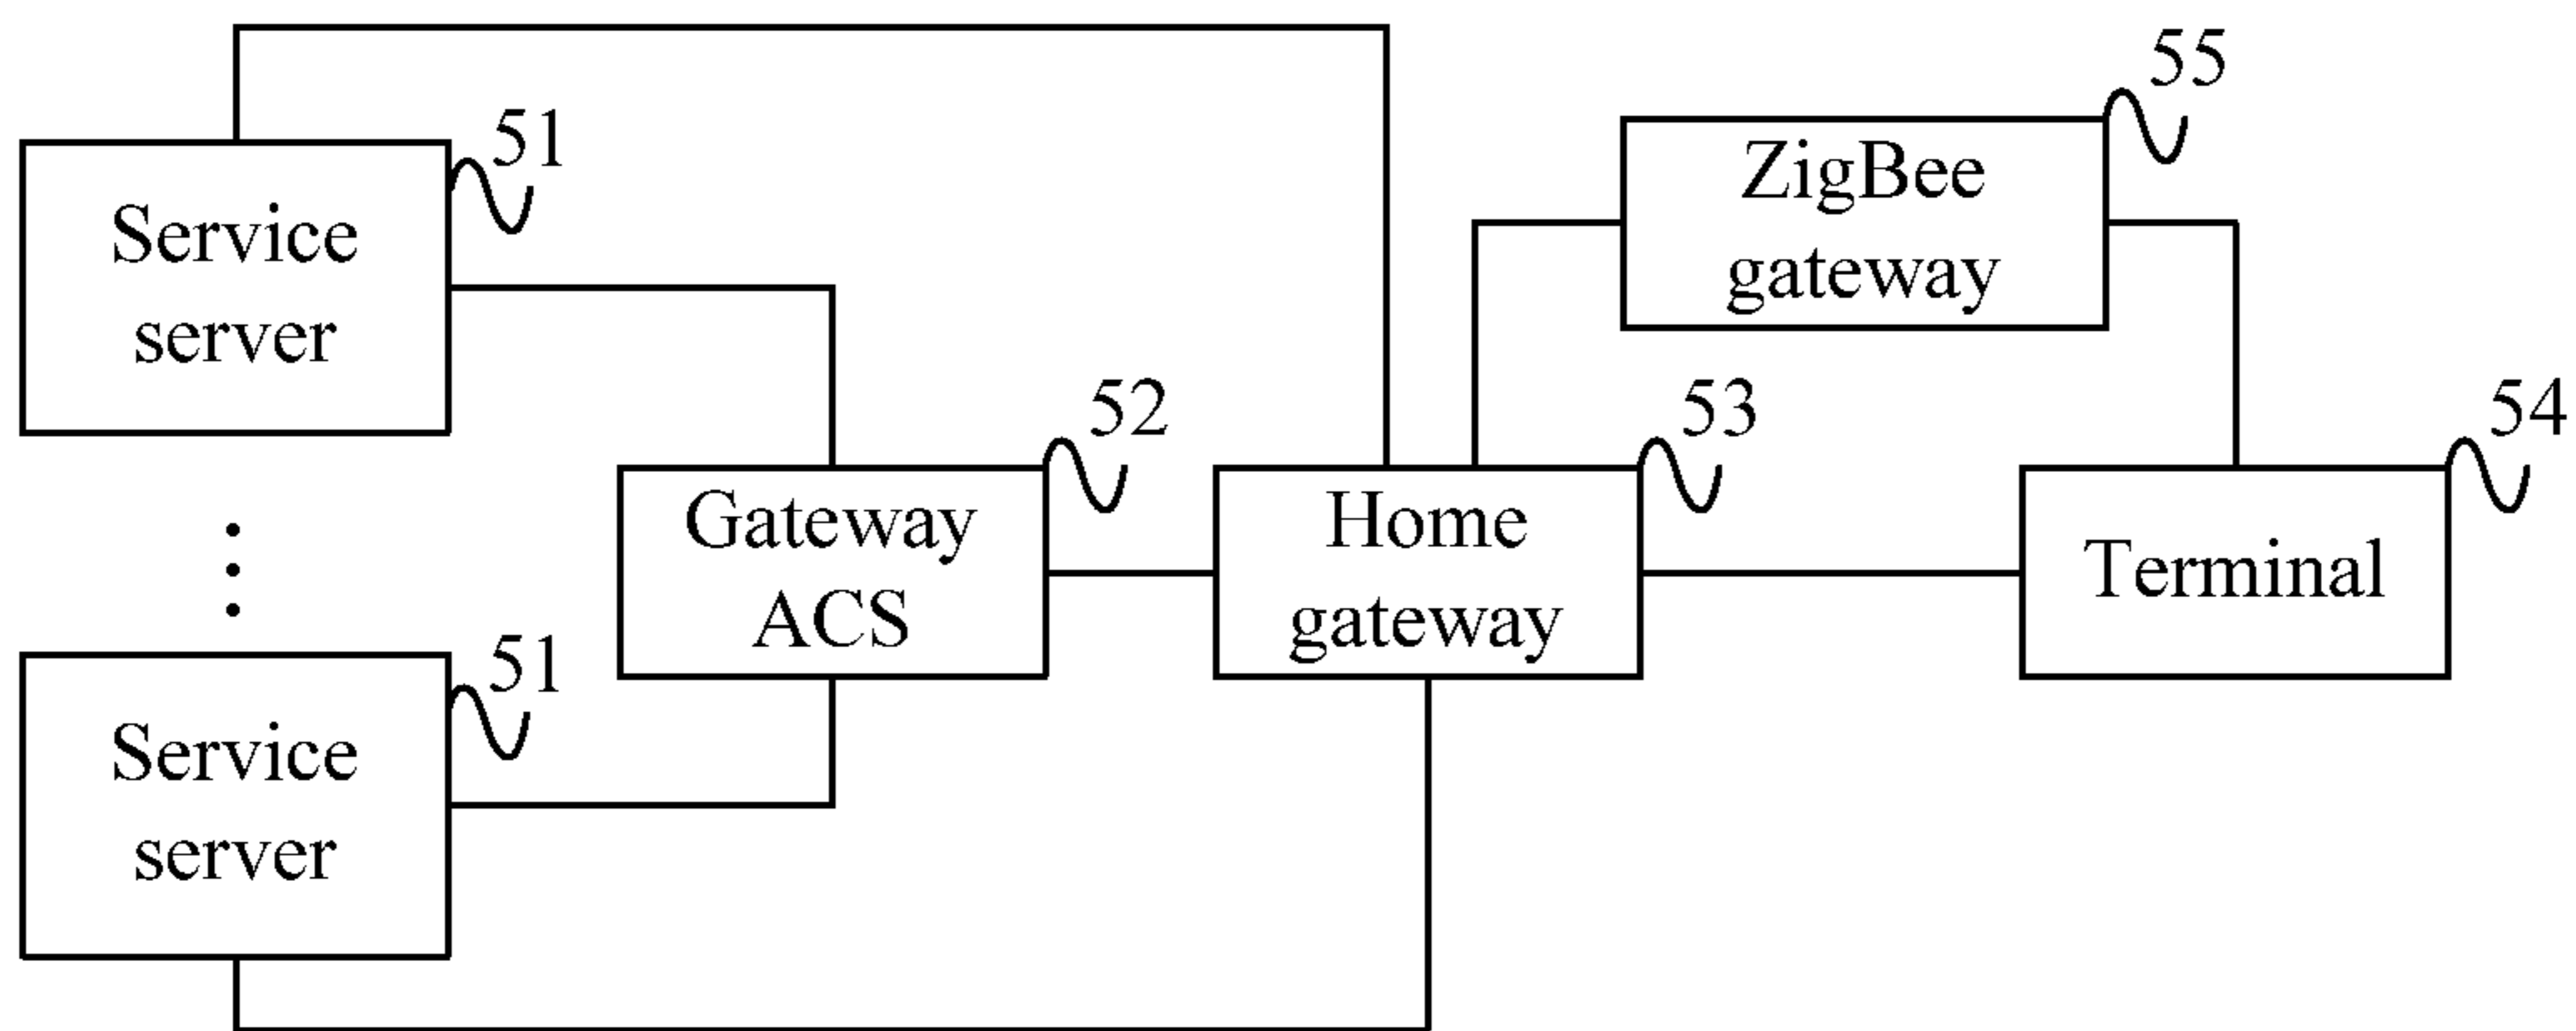 55
51
ZigBee
gateway
Service
server
52
53
54
Gateway
ACS
Home
gateway
Terminal
51
Service
server